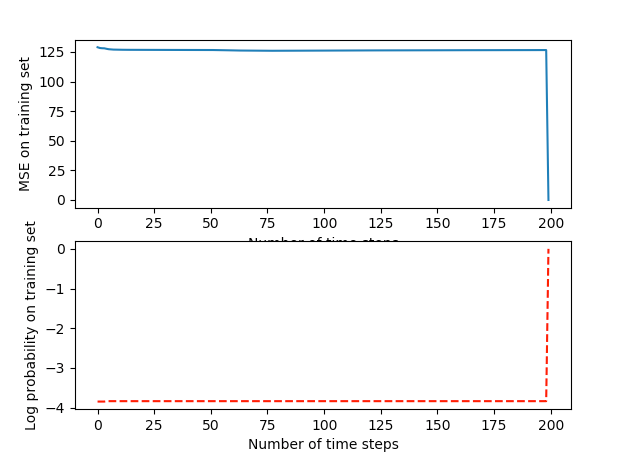 MSE on training set
125
100
75
50
25
0
0 25 50 75 100 125 150 175 200
Number of time steps
Log probability on training set
0
−1
−2
−3
−4
0 25 50 75 100 125 150 175 200
Number of time steps